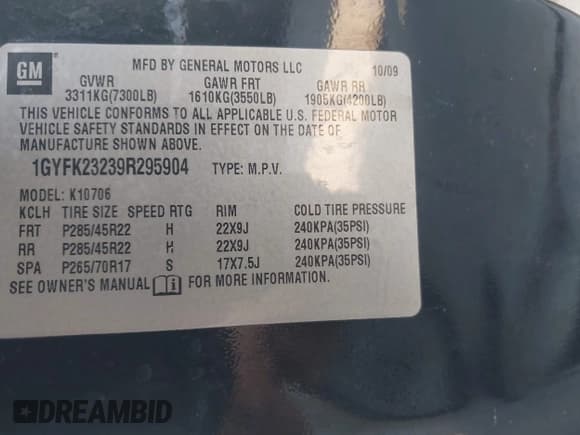 GM
MFD BY GENERAL MOTORS LLC 10/09
GVWR GAWR FRT GAWR RR
3311KG(7300LB) 1610KG(3550LB) 1905KG(4200LB)
THIS VEHICLE CONFORMS TO ALL APPLICABLE U.S. FEDERAL MOTOR
VEHICLE SAFETY STANDARDS IN EFFECT ON THE DATE OF
MANUFACTURE SHOWN ABOVE.
1GYFK23239R295904 TYPE: M.P.V.
MODEL: K10706
KCLH TIRE SIZE SPEED RTG RIM COLD TIRE PRESSURE
FRT P285/45R22 H 22X9J 240KPA(35PSI)
RR P285/45R22 H 22X9J 240KPA(35PSI)
SPA P265/70R17 S 17X7.5J 240KPA(35PSI)
SEE OWNER'S MANUAL FOR MORE INFORMATION.
DREAMBID